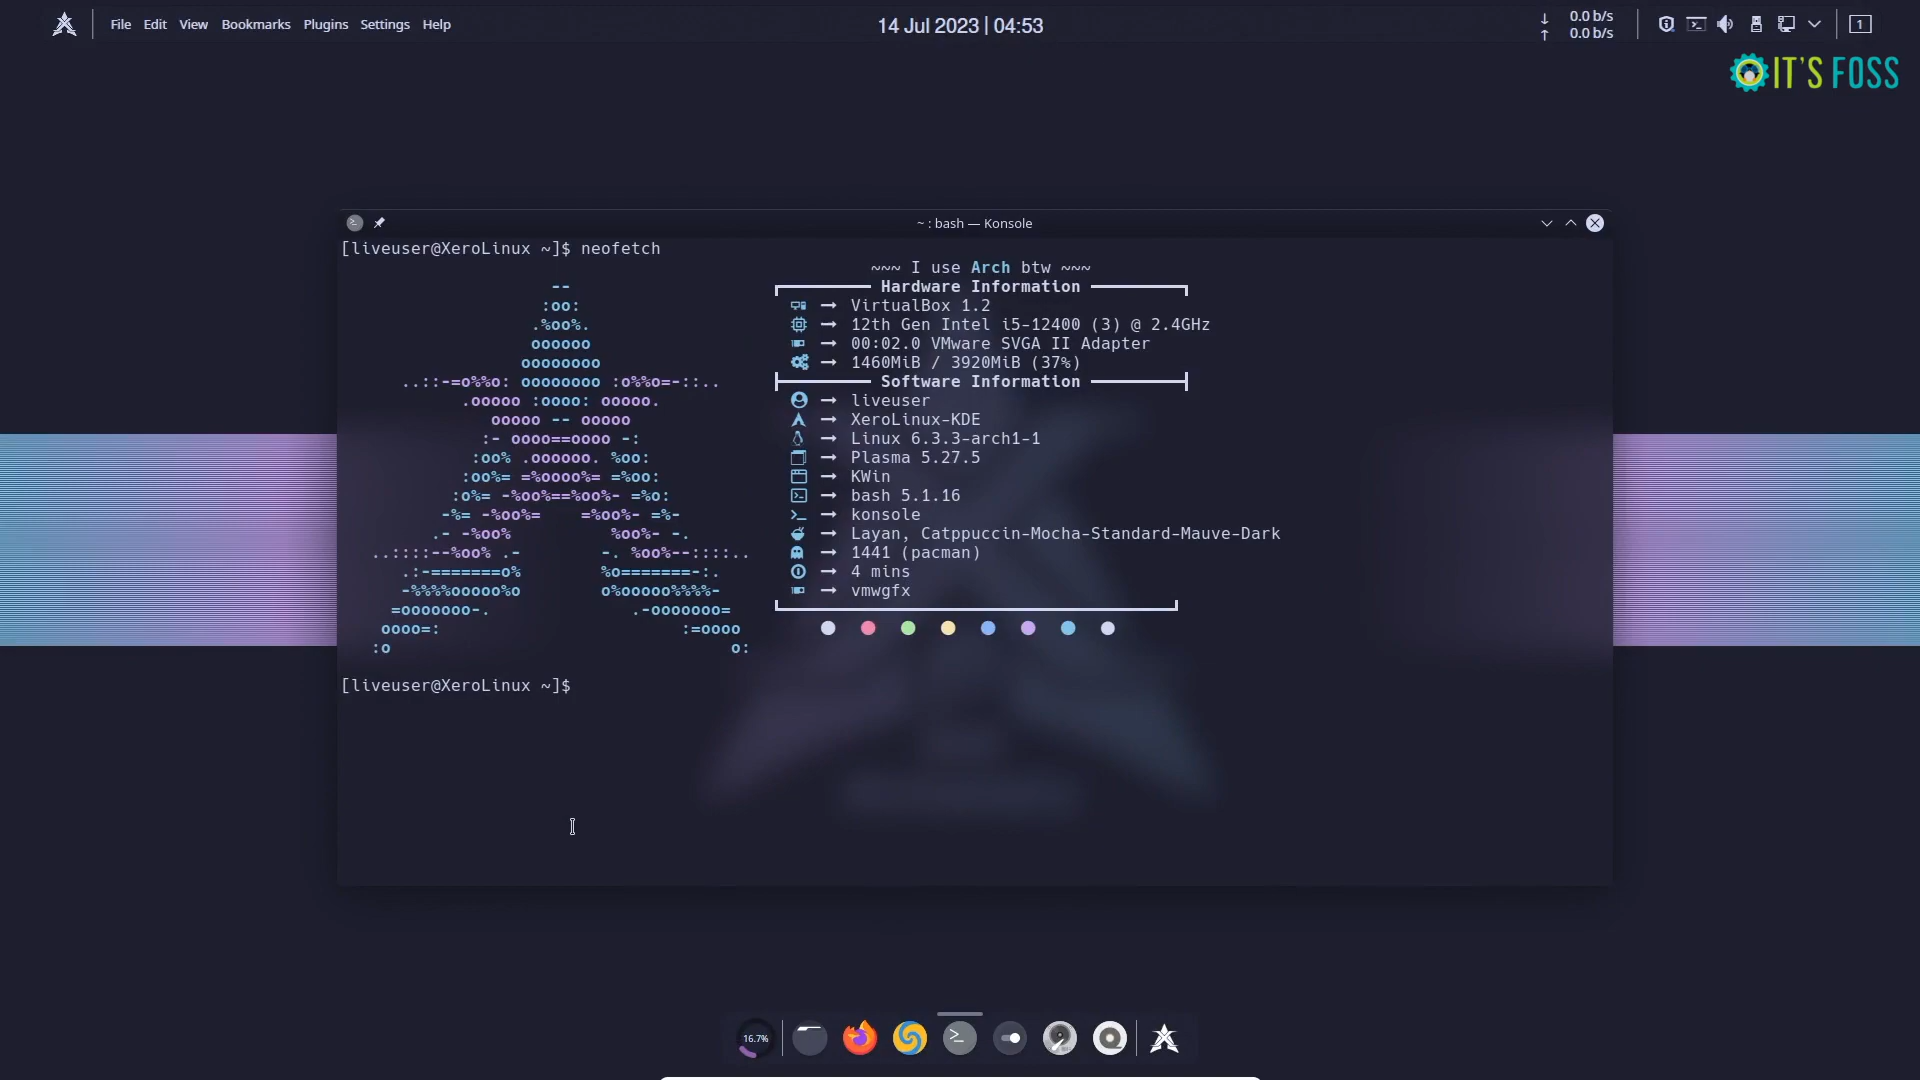 File Edit View Bookmarks Plugins Settings Help
14 Jul 2023 | 04:53
↓ 0.0 b/s
↑ 0.0 b/s
1
IT'S FOSS
~ : bash — Konsole
[liveuser@XeroLinux ~]$ neofetch
~~~ I use Arch btw ~~~
Hardware Information
VirtualBox 1.2
12th Gen Intel i5-12400 (3) @ 2.4GHz
00:02.0 VMware SVGA II Adapter
1460MiB / 3920MiB (37%)
Software Information
liveuser
XeroLinux-KDE
Linux 6.3.3-arch1-1
Plasma 5.27.5
KWin
bash 5.1.16
konsole
Layan, Catppuccin-Mocha-Standard-Mauve-Dark
1441 (pacman)
4 mins
vmwgfx
[liveuser@XeroLinux ~]$
16.7%